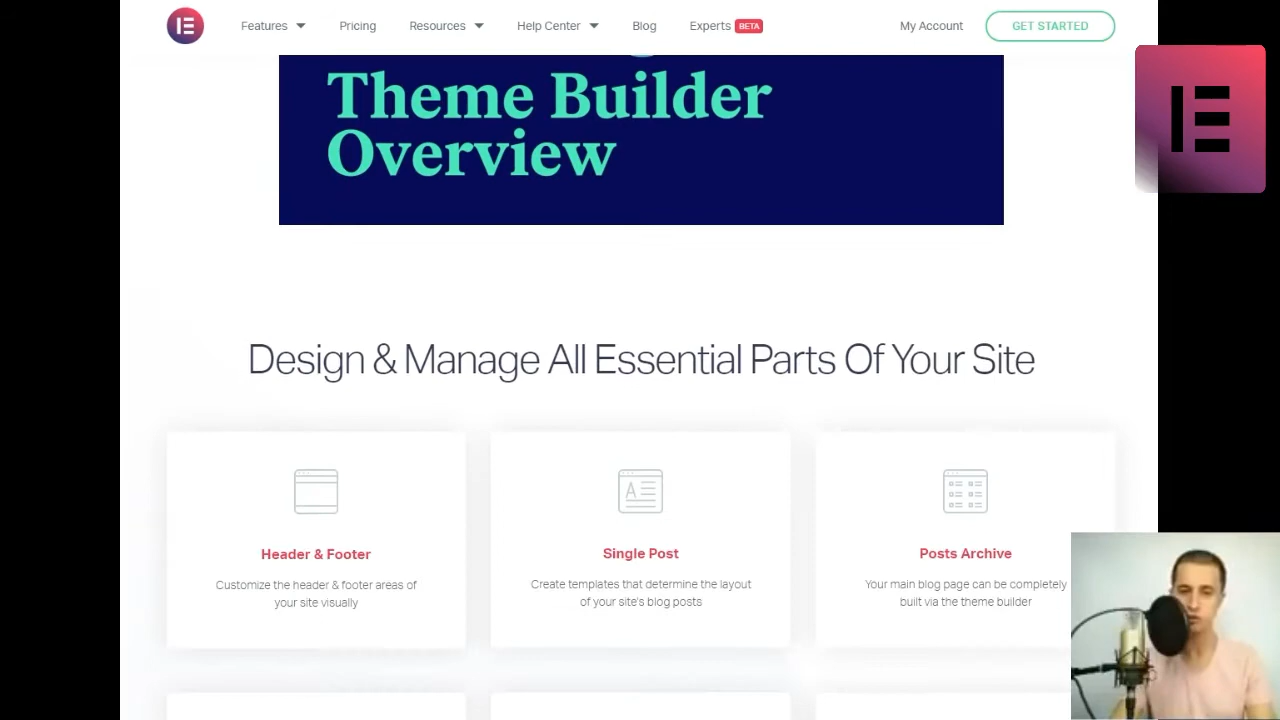 Features
Pricing
Resources
Help Center
Blog
Experts BETA
My Account
GET STARTED
Theme Builder
Overview
Design & Manage All Essential Parts Of Your Site
Header & Footer
Customize the header & footer areas of
your site visually
A
Single Post
Create templates that determine the layout
of your site's blog posts
Posts Archive
Your main blog page can be completely
built via the theme builder